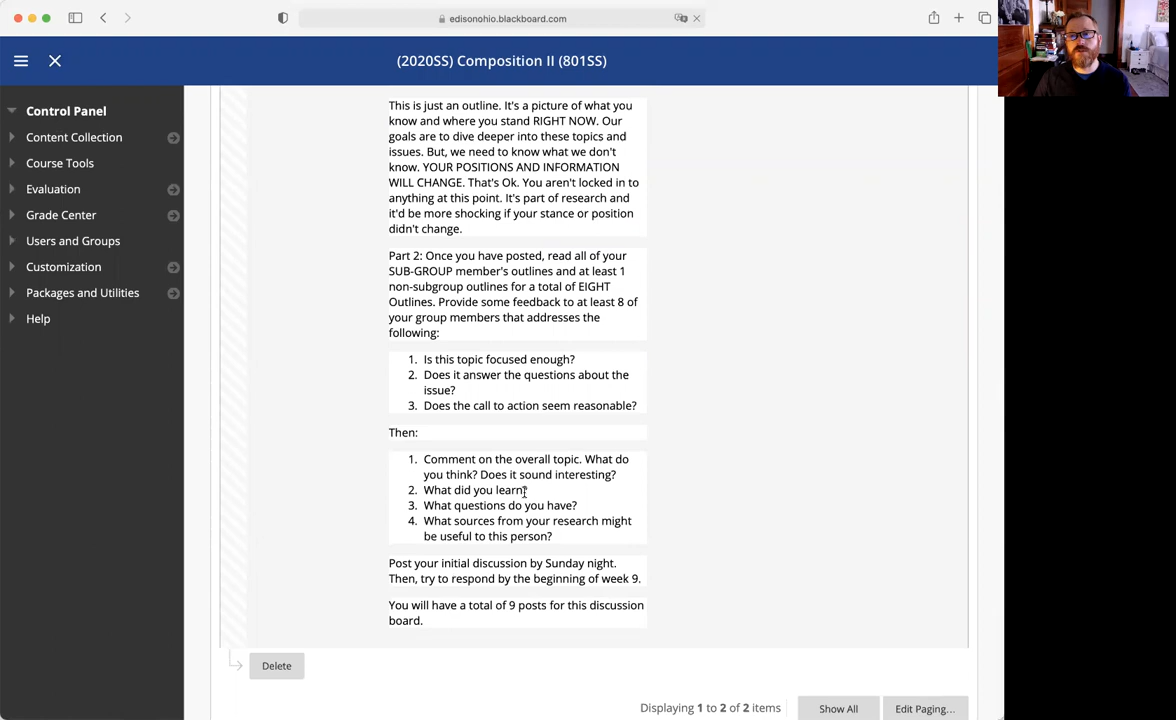 edisonohio.blackboard.com
(2020SS) Composition II (801SS)
Control Panel
Content Collection
Course Tools
Evaluation
Grade Center
Users and Groups
Customization
Packages and Utilities
Help
This is just an outline. It's a picture of what you
know and where you stand RIGHT NOW. Our
goals are to dive deeper into these topics and
issues. But, we need to know what we don't
know. YOUR POSITIONS AND INFORMATION
WILL CHANGE. That's Ok. You aren't locked in to
anything at this point. It's part of research and
it'd be more shocking if your stance or position
didn't change.
Part 2: Once you have posted, read all of your
SUB-GROUP member's outlines and at least 1
non-subgroup outlines for a total of EIGHT
Outlines. Provide some feedback to at least 8 of
your group members that addresses the
following:
1. Is this topic focused enough?
2. Does it answer the questions about the
issue?
3. Does the call to action seem reasonable?
Then:
1. Comment on the overall topic. What do
you think? Does it sound interesting?
2. What did you learn?
3. What questions do you have?
4. What sources from your research might
be useful to this person?
Post your initial discussion by Sunday night.
Then, try to respond by the beginning of week 9.
You will have a total of 9 posts for this discussion
board.
Delete
Displaying 1 to 2 of 2 items
Show All
Edit Paging...